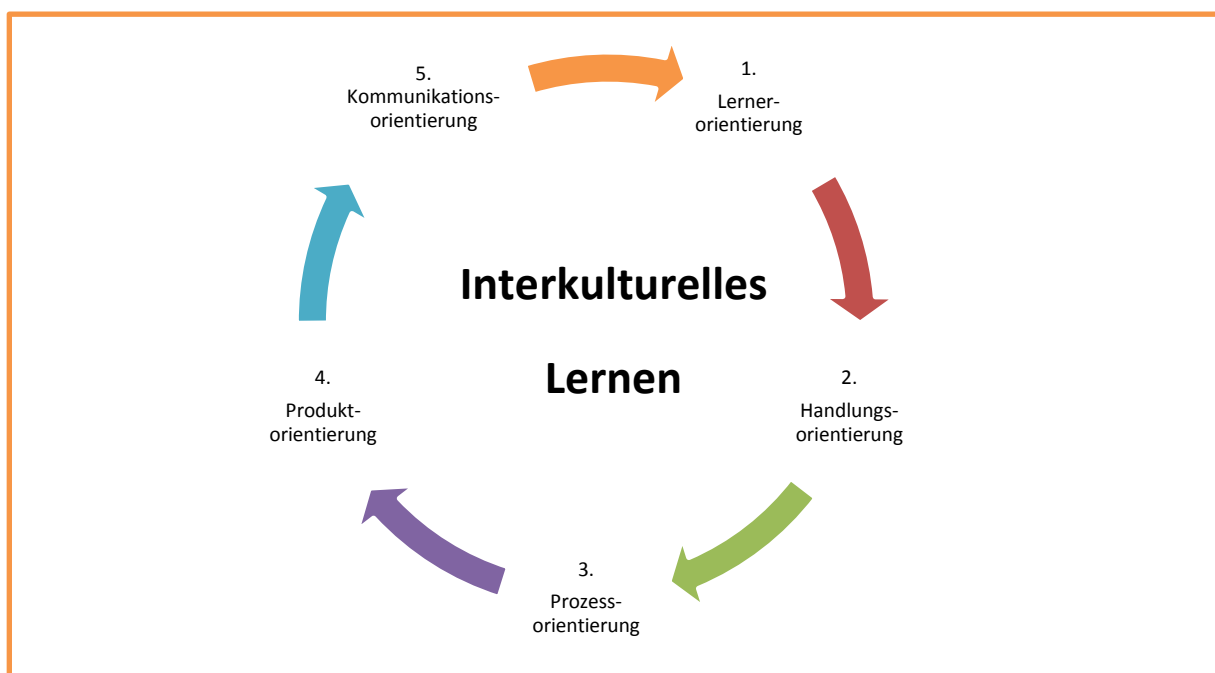 1.
Lerner-
orientierung
2.
Handlungs-
orientierung
3.
Prozess-
orientierung
4.
Produkt-
orientierung
5.
Kommunikations-
orientierung
Interkulturelles
Lernen